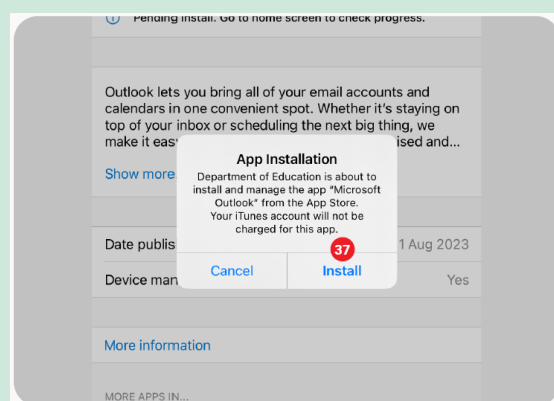 Pending install. Go to home screen to check progress.
Outlook lets you bring all of your email accounts and
calendars in one convenient spot. Whether it's staying on
top of your inbox or scheduling the next big thing, we
make it eas
ised and...
Show more
App Installation
Department of Education is about to
install and manage the app "Microsoft
Outlook" from the App Store.
Your iTunes account will not be
charged for this app.
37
Cancel
Install
Date publis
1 Aug 2023
Device man
Yes
More information
MORE APPS IN...